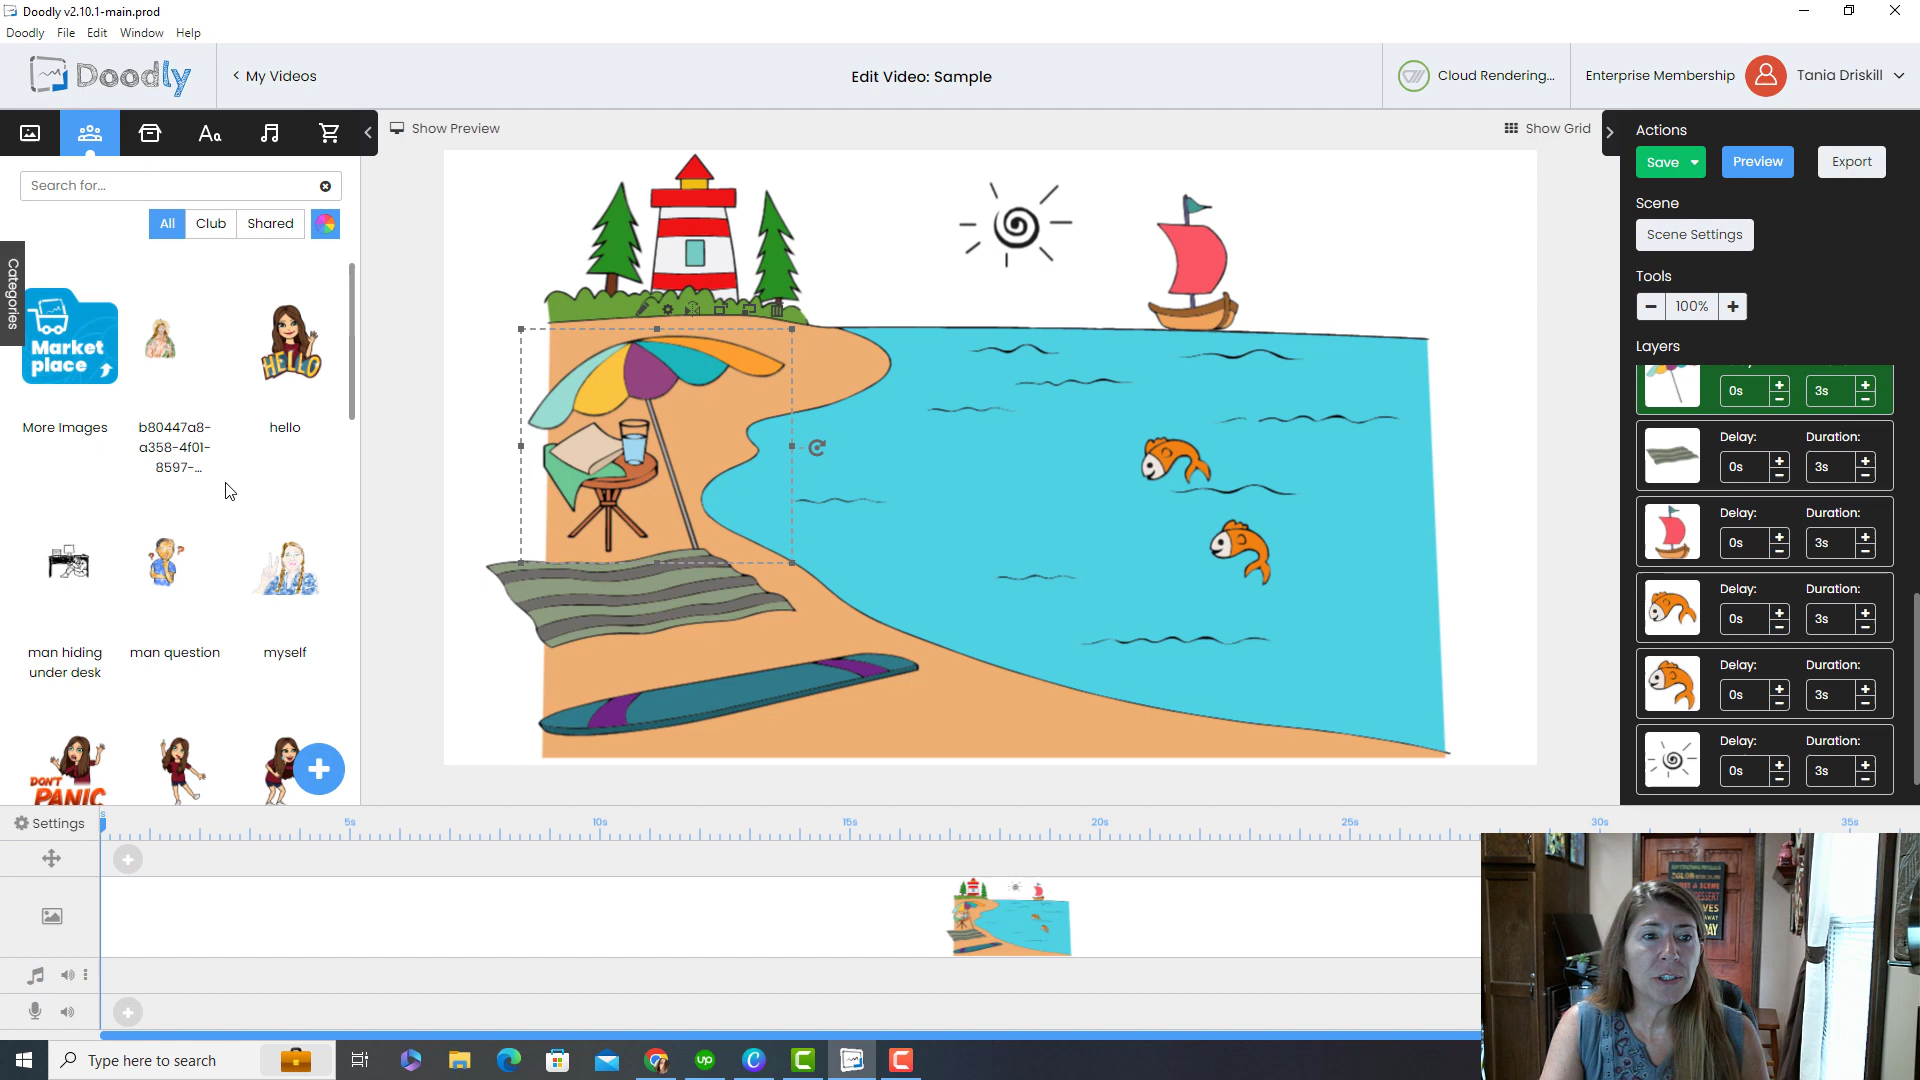 Doodly v2.10.1-main.prod
Doodly File Edit Window Help
Doodly
< My Videos
Edit Video: Sample
Cloud Rendering...
Enterprise Membership
Tania Driskill
Aa
Show Preview
Show Grid
Search for...
All Club Shared
Categories
Market
place
More Images
b80447a8-
a358-4f01-
8597-...
HELLO
hello
man hiding
under desk
man question
myself
DON'T
PANIC
Actions
Save Preview Export
Scene
Scene Settings
Tools
100%
Layers
0s 3s
Delay: Duration:
0s 3s
Delay: Duration:
0s 3s
Delay: Duration:
0s 3s
Delay: Duration:
0s 3s
Delay: Duration:
0s 3s
Settings
5s 10s 15s 20s 25s 30s 35s
Type here to search
up